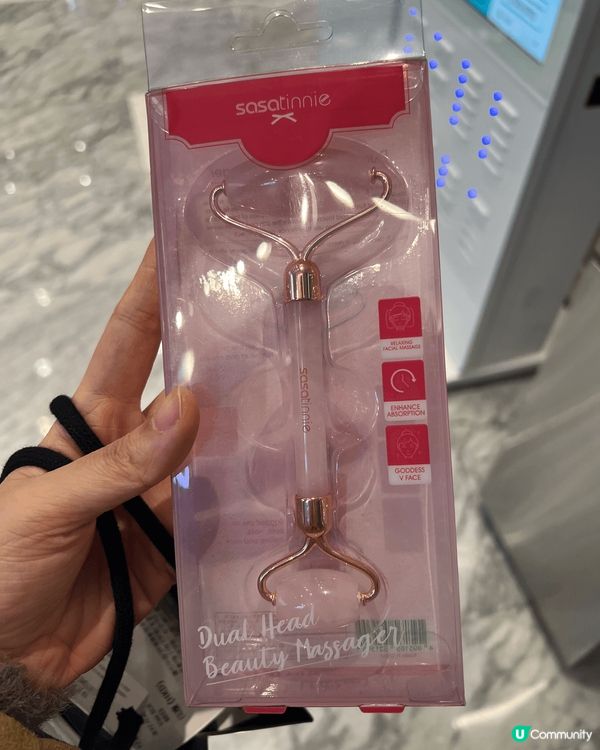 sasatinnie
sasatinnie
RELAXING
FACIAL MASSAGE
ENHANCE
ABSORPTION
GODDESS
V FACE
Dual Head
Beauty Massager
U Community